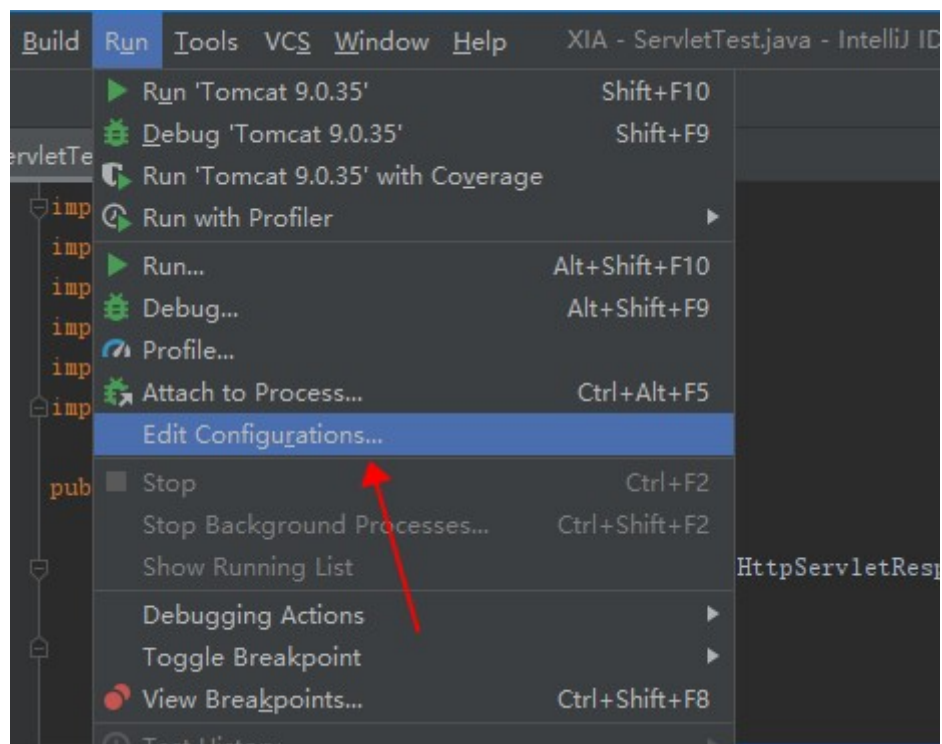 Build Run Tools VCS Window Help XIA - ServletTest.java - IntelliJ ID
Run 'Tomcat 9.0.35' Shift+F10
Debug 'Tomcat 9.0.35' Shift+F9
ervletTe
Run 'Tomcat 9.0.35' with Coverage
imp
Run with Profiler
imp
Run... Alt+Shift+F10
imp
Debug... Alt+Shift+F9
imp
Profile...
imp
Attach to Process... Ctrl+Alt+F5
imp
Edit Configurations...
pub
Stop Ctrl+F2
Stop Background Processes... Ctrl+Shift+F2
Show Running List
HttpServletResp
Debugging Actions
Toggle Breakpoint
View Breakpoints... Ctrl+Shift+F8